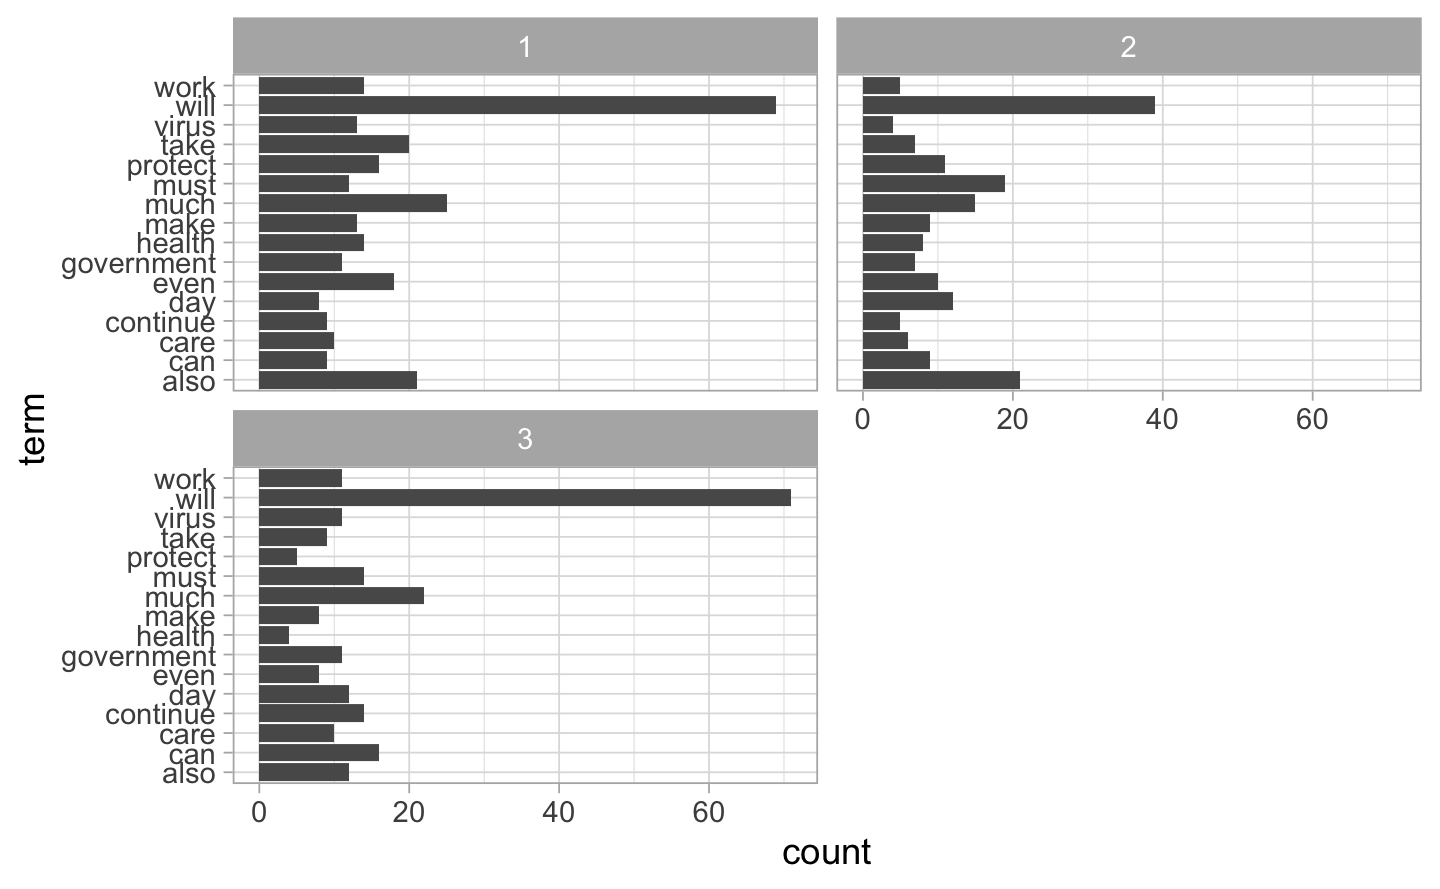 1
2
work
will
virus
take
protect
must
much
make
health
government
even
day
continue
care
can
also
0 20 40 60
term
3
work
will
virus
take
protect
must
much
make
health
government
even
day
continue
care
can
also
0 20 40 60
count